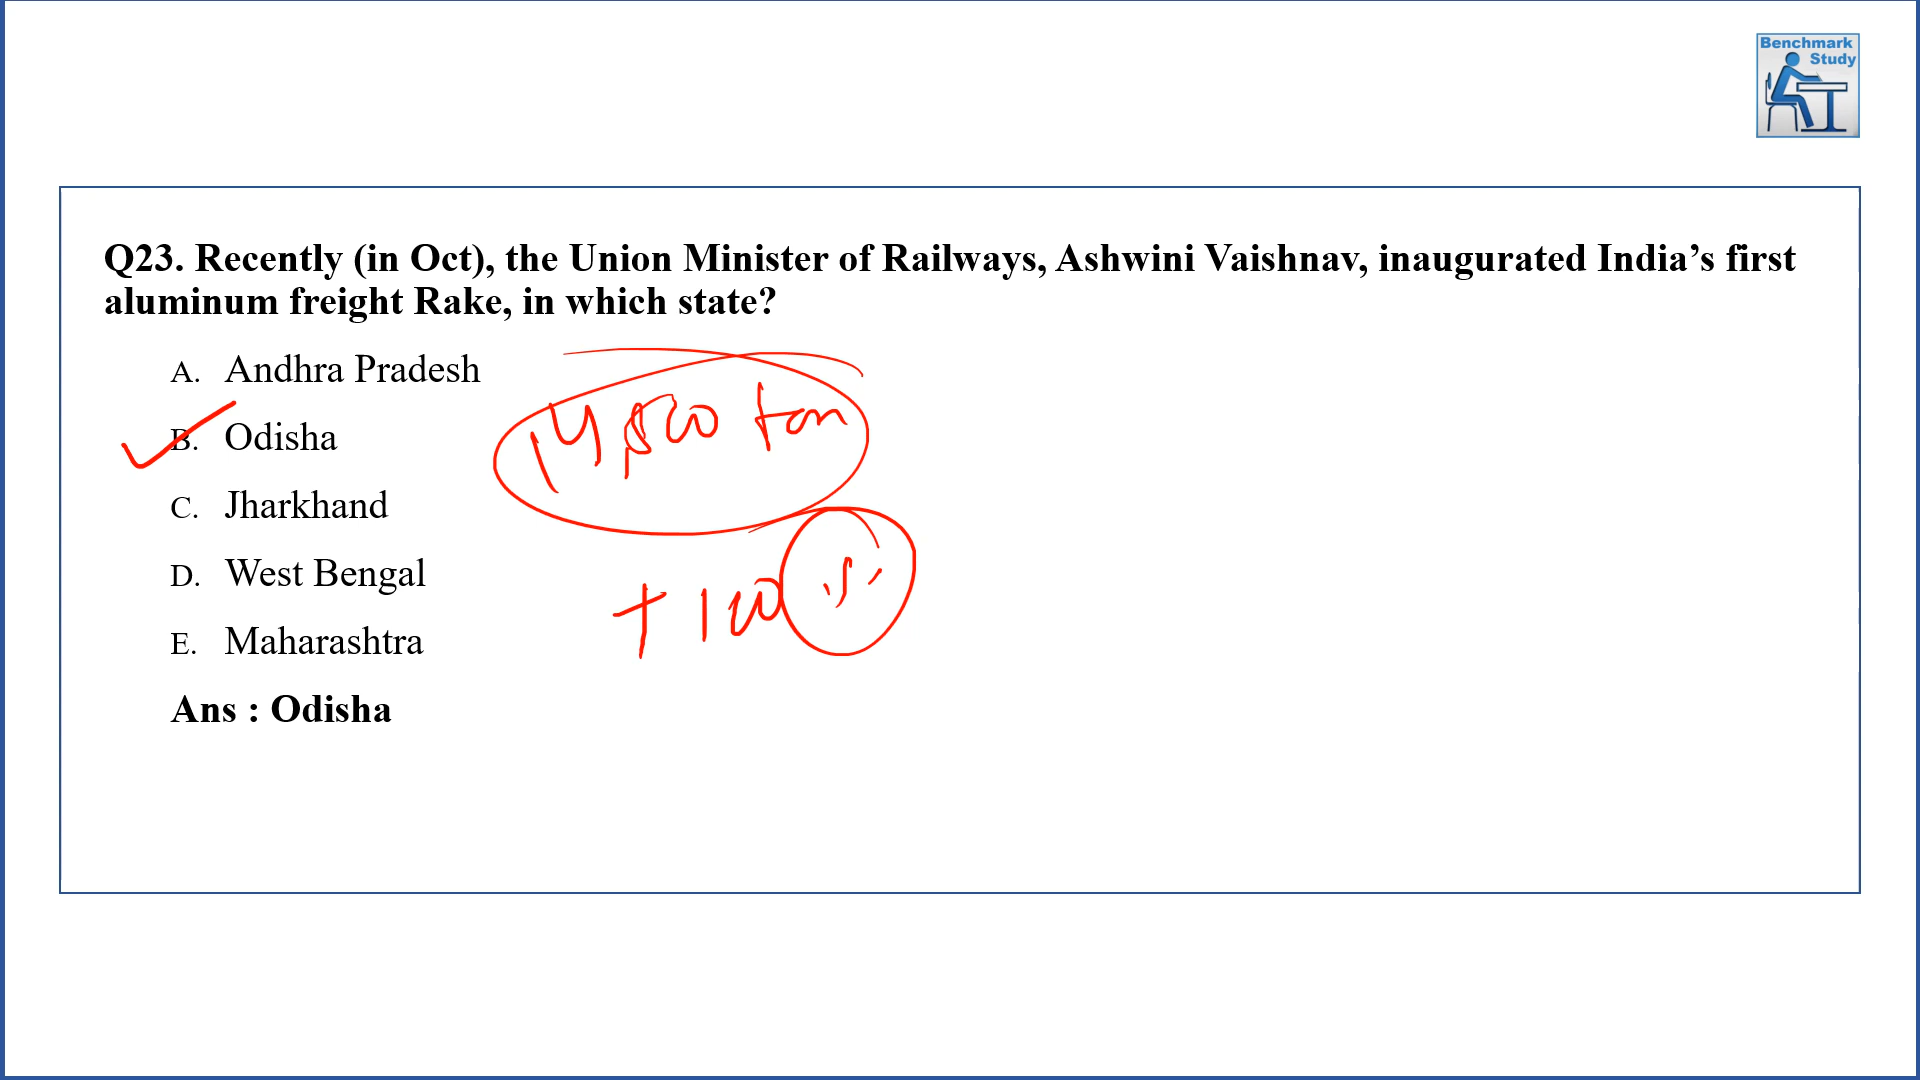 Benchmark
Study
Q23. Recently (in Oct), the Union Minister of Railways, Ashwini Vaishnav, inaugurated India’s first
aluminum freight Rake, in which state?
A. Andhra Pradesh
B. Odisha
C. Jharkhand
D. West Bengal
E. Maharashtra
Ans : Odisha
ton
+ 100